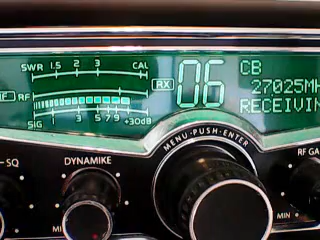 SWR 1.5 2 3 CAL
RF RX 06 CB
27025MH
RECEIVIN
SIG 3 5 7 9 +30dB
MENU-PUSH-ENTER
SQ DYNAMIKE RF GA
MI MIN MIN